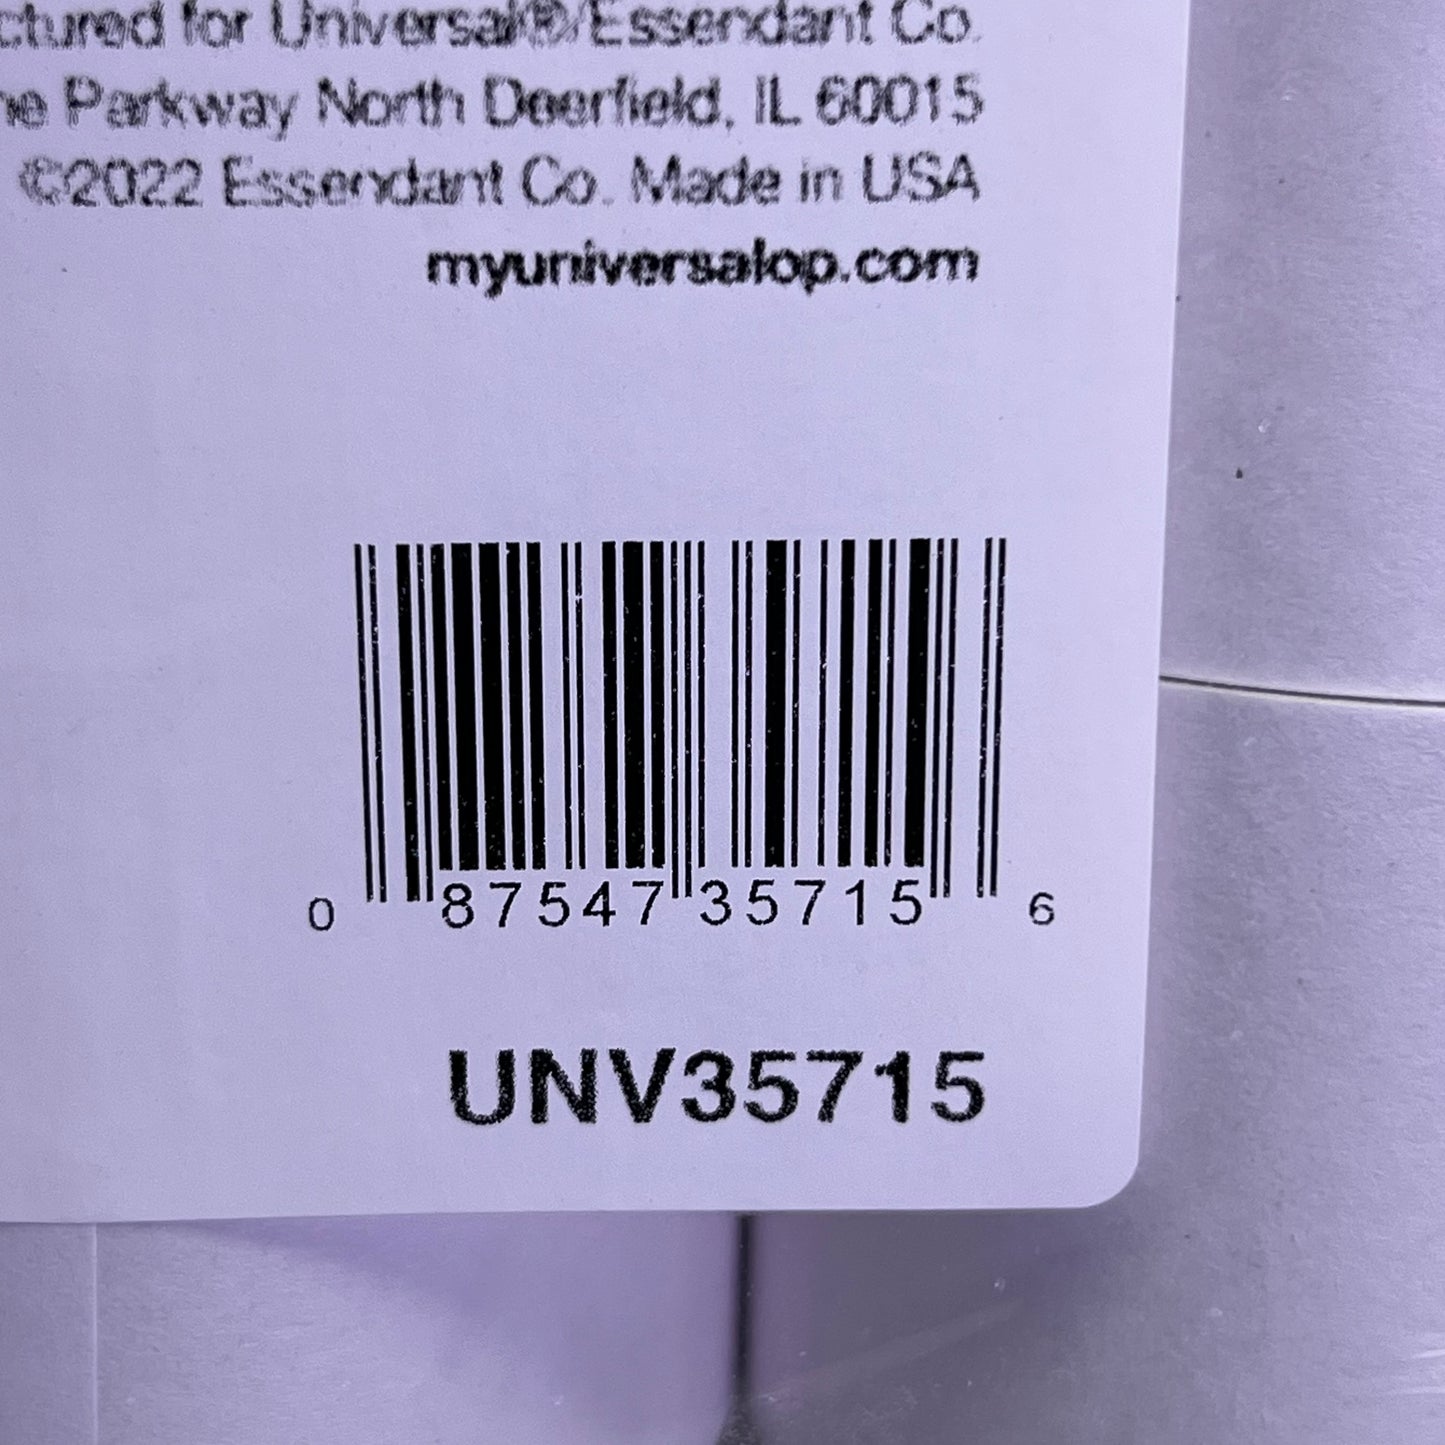 ctured for Universal®/Essendant Co.
ne Parkway North Deerfield, IL 60015
©2022 Essendant Co. Made in USA
myuniversalop.com
0 87547 35715 6
UNV35715